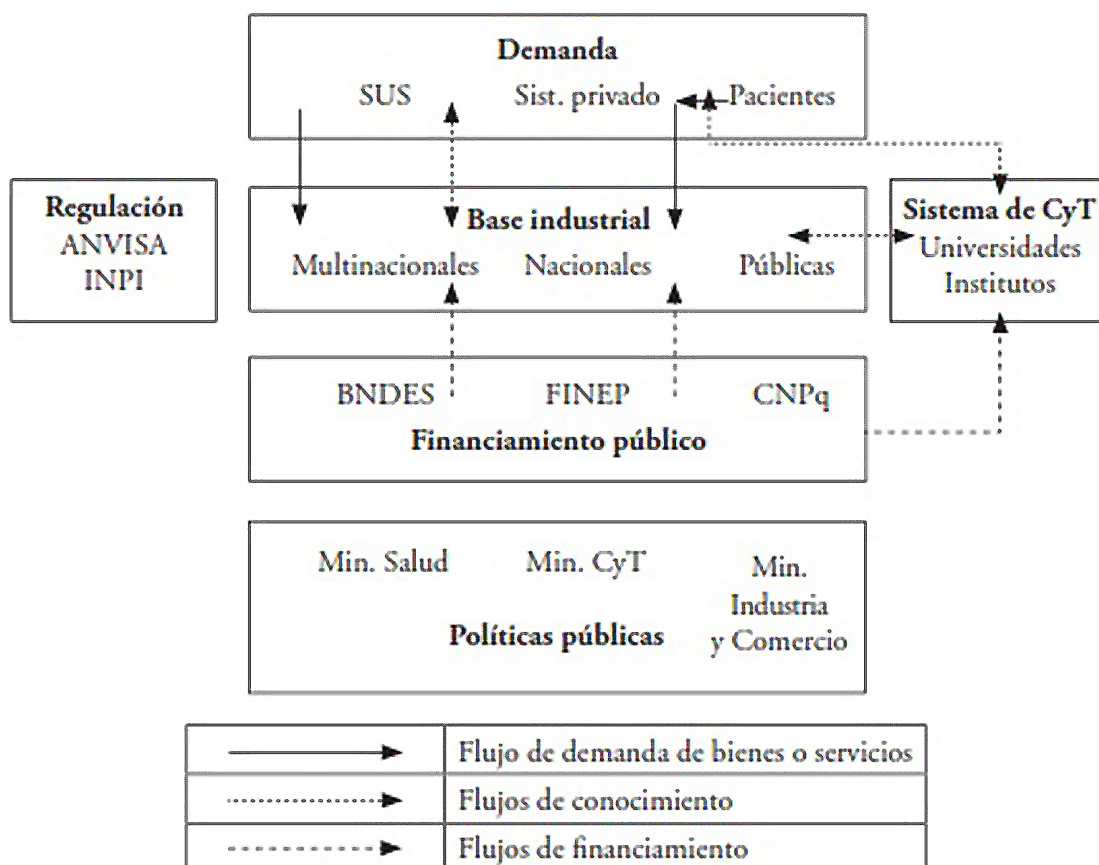 Demanda
SUS Sist. privado Pacientes
Regulación
ANVISA
INPI
Base industrial
Multinacionales Nacionales Públicas
Sistema de CyT
Universidades
Institutos
BNDES FINEP CNPq
Financiamiento público
Min. Salud Min. CyT Min.
Industria
Políticas públicas y Comercio
Flujo de demanda de bienes o servicios
Flujos de conocimiento
Flujos de financiamiento